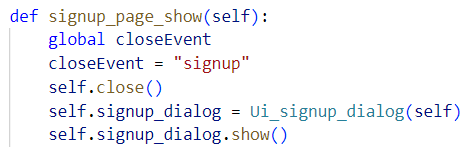 def signup_page_show(self):
    global closeEvent
    closeEvent = "signup"
    self.close()
    self.signup_dialog = Ui_signup_dialog(self)
    self.signup_dialog.show()